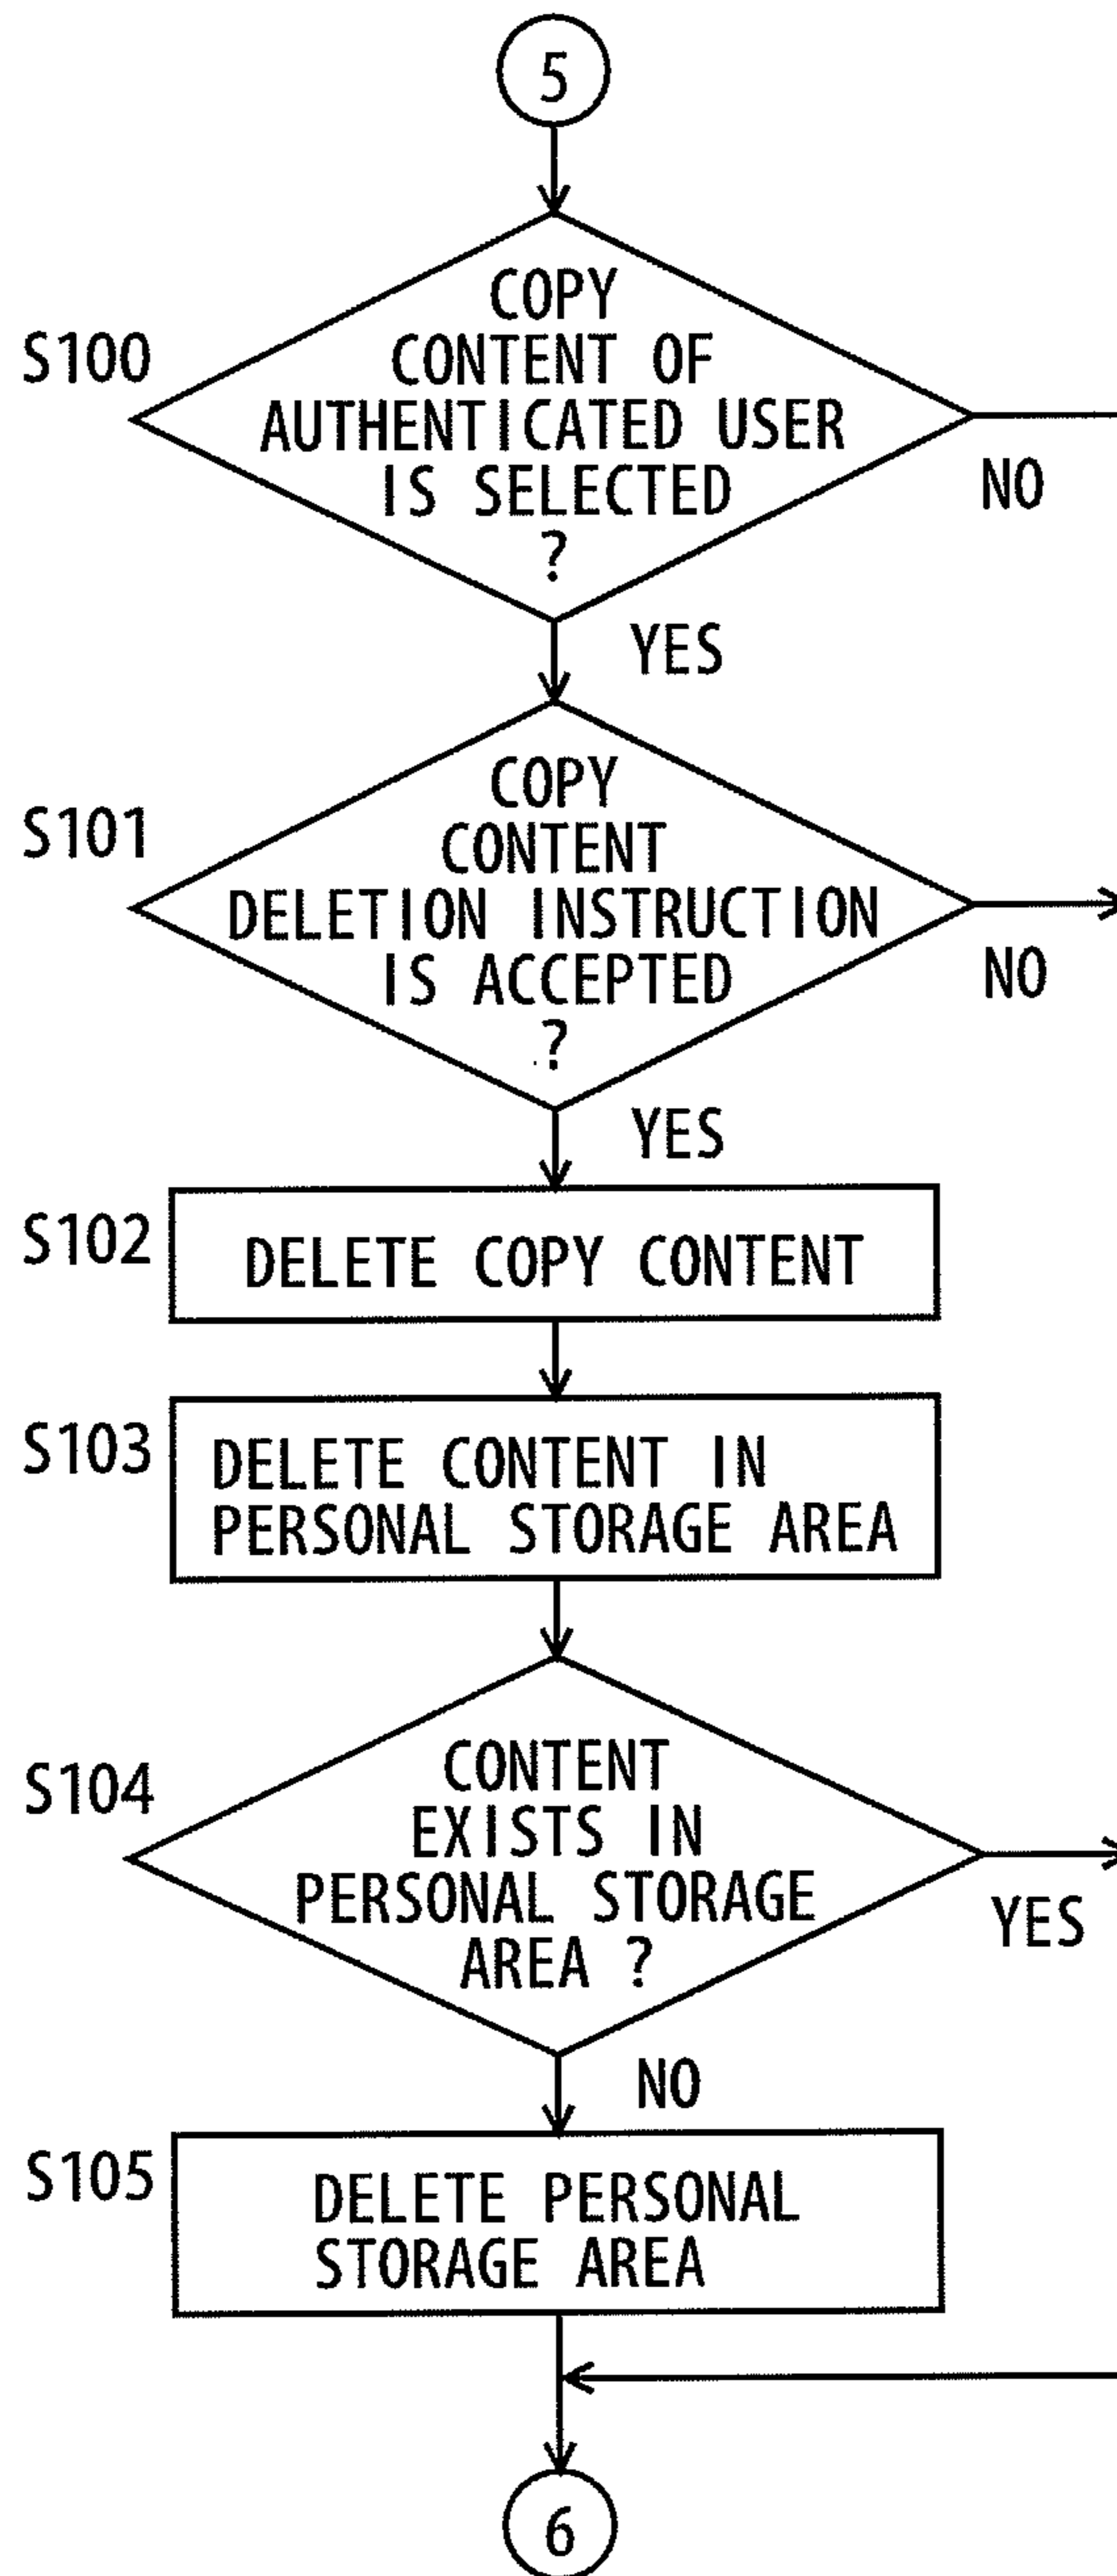 5
S100
COPY
CONTENT OF
AUTHENTICATED USER
IS SELECTED
?
NO
YES
S101
COPY
CONTENT
DELETION INSTRUCTION
IS ACCEPTED
?
NO
YES
S102
DELETE COPY CONTENT
S103
DELETE CONTENT IN
PERSONAL STORAGE AREA
S104
CONTENT
EXISTS IN
PERSONAL STORAGE
AREA ?
YES
NO
S105
DELETE PERSONAL
STORAGE AREA
6